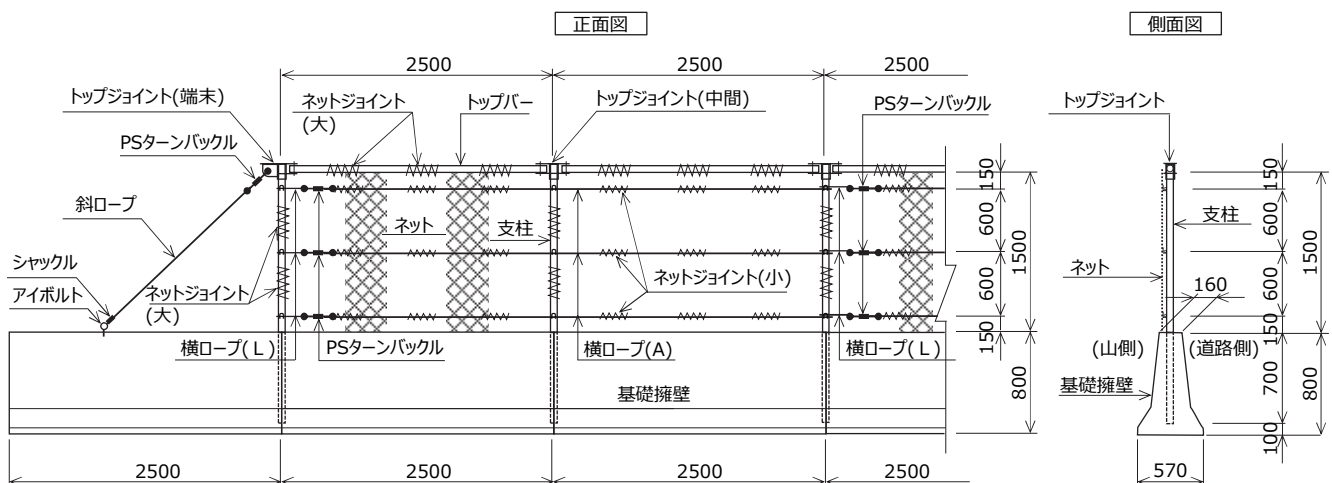 正面図
側面図
2500
2500
2500
トップジョイント(端末)
ネットジョイント
(大)
トップバー
トップジョイント(中間)
PSターンバックル
トップジョイント
PSターンバックル
斜ロープ
ネット
支柱
シャックル
アイボルト
ネットジョイント
(大)
ネットジョイント(小)
横ロープ(L)
PSターンバックル
横ロープ(A)
横ロープ(L)
基礎擁壁
150
600
600
150
1500
800
2500
2500
2500
2500
支柱
ネット
160
(山側)
(道路側)
基礎擁壁
150
600
600
150
700
100
1500
800
570